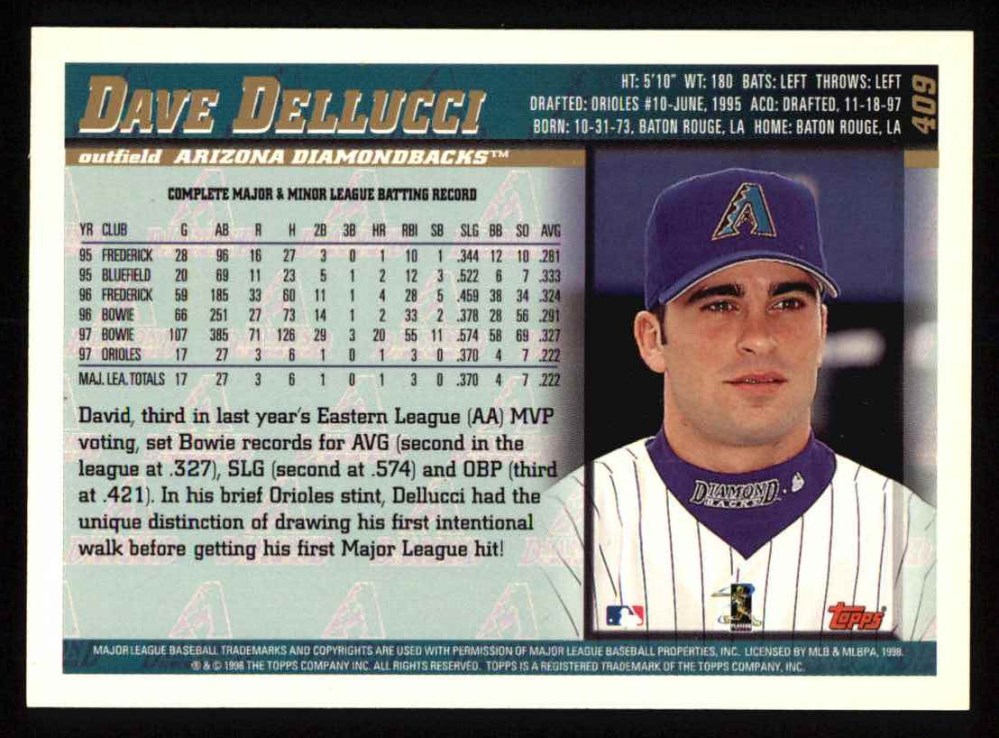 DAVE DELLUCCI
HT: 5'10" WT: 180 BATS: LEFT THROWS: LEFT
DRAFTED: ORIOLES #10-JUNE, 1995 ACQ: DRAFTED, 11-18-97
BORN: 10-31-73, BATON ROUGE, LA HOME: BATON ROUGE, LA
409
outfield ARIZONA DIAMONDBACKS™
COMPLETE MAJOR & MINOR LEAGUE BATTING RECORD
YR CLUB G AB R H 2B 3B HR RBI SB SLG BB SO AVG
95 FREDERICK 28 96 16 27 3 0 1 10 1 .344 12 10 .281
95 BLUEFIELD 20 69 11 23 5 1 2 12 3 .522 6 7 .333
96 FREDERICK 59 185 33 60 11 1 4 28 5 .459 38 34 .324
96 BOWIE 66 251 27 73 14 1 2 33 2 .378 28 56 .291
97 BOWIE 107 385 71 126 29 3 20 55 11 .574 58 69 .327
97 ORIOLES 17 27 3 6 1 0 1 3 0 .370 4 7 .222
MAJ. LEA. TOTALS 17 27 3 6 1 0 1 3 0 .370 4 7 .222
David, third in last year's Eastern League (AA) MVP
voting, set Bowie records for AVG (second in the
league at .327), SLG (second at .574) and OBP (third
at .421). In his brief Orioles stint, Dellucci had the
unique distinction of drawing his first intentional
walk before getting his first Major League hit!
A
DIAMOND
BACKS
Topps
MAJOR LEAGUE BASEBALL TRADEMARKS AND COPYRIGHTS ARE USED WITH PERMISSION OF MAJOR LEAGUE BASEBALL PROPERTIES, INC. LICENSED BY MLB & MLBPA, 1998.
® & © 1998 THE TOPPS COMPANY INC. ALL RIGHTS RESERVED. TOPPS IS A REGISTERED TRADEMARK OF THE TOPPS COMPANY, INC.